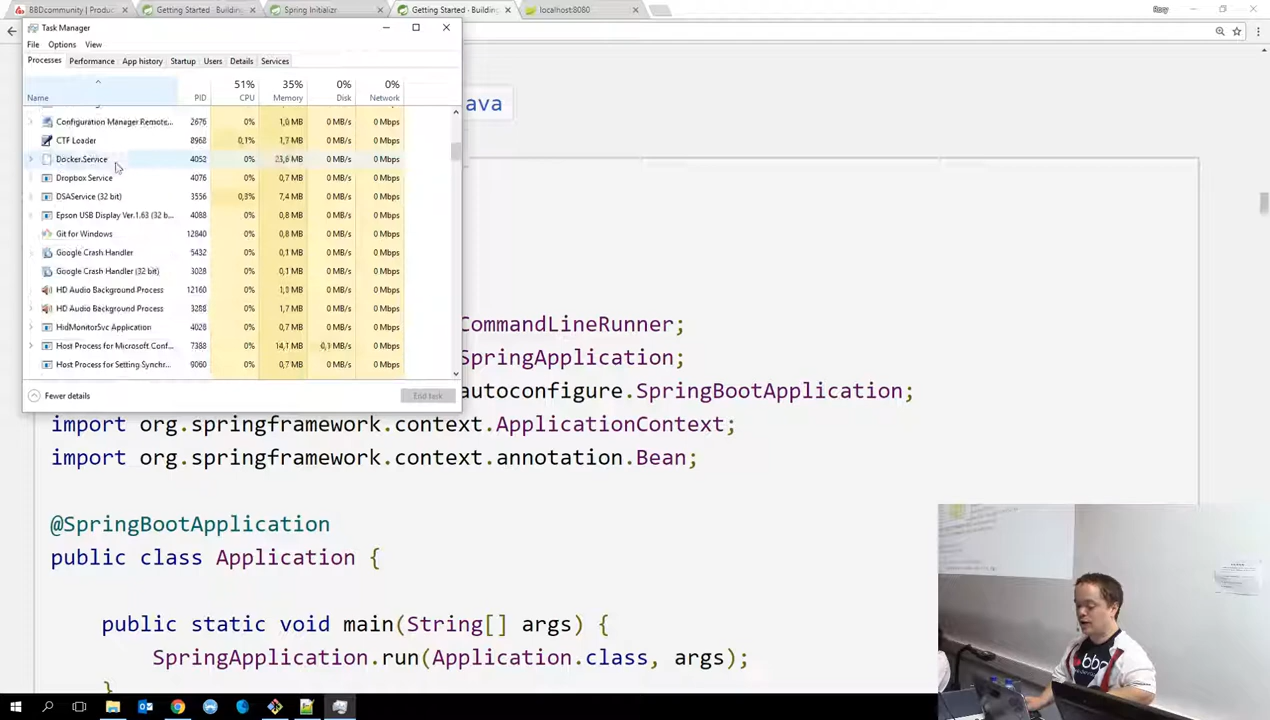 BBDcommunity | Produc
Getting Started · Building
Spring Initializr
Getting Started · Building
localhost:8080
Task Manager
File Options View
Processes Performance App history Startup Users Details Services
51% 35% 0% 0%
Name PID CPU Memory Disk Network
Configuration Manager Remote... 2676 0% 1,0 MB 0 MB/s 0 Mbps
CTF Loader 8968 0,1% 1,7 MB 0 MB/s 0 Mbps
Docker.Service 4052 0% 23,6 MB 0 MB/s 0 Mbps
Dropbox Service 4076 0% 0,7 MB 0 MB/s 0 Mbps
DSAService (32 bit) 3556 0,3% 7,4 MB 0 MB/s 0 Mbps
Epson USB Display Ver.1.63 (32 b... 4088 0% 0,8 MB 0 MB/s 0 Mbps
Git for Windows 12840 0% 0,8 MB 0 MB/s 0 Mbps
Google Crash Handler 5432 0% 0,1 MB 0 MB/s 0 Mbps
Google Crash Handler (32 bit) 3028 0% 0,1 MB 0 MB/s 0 Mbps
HD Audio Background Process 12160 0% 0 MB/s 0 Mbps
HD Audio Background Process 3288 0% 1,7 MB 0 MB/s 0 Mbps
HidMonitorSvc Application 4028 0% 0,7 MB 0 MB/s 0 Mbps
Host Process for Microsoft Conf... 7388 0% 14,1 MB 0,1 MB/s 0 Mbps
Host Process for Setting Synchr... 9060 0% 0,7 MB 0 MB/s 0 Mbps
Fewer details
End task
ava
CommandLineRunner;
SpringApplication;
autoconfigure.SpringBootApplication;
import org.springframework.context.ApplicationContext;
import org.springframework.context.annotation.Bean;
@SpringBootApplication
public class Application {
public static void main(String[] args) {
SpringApplication.run(Application.class, args);
}
bbd